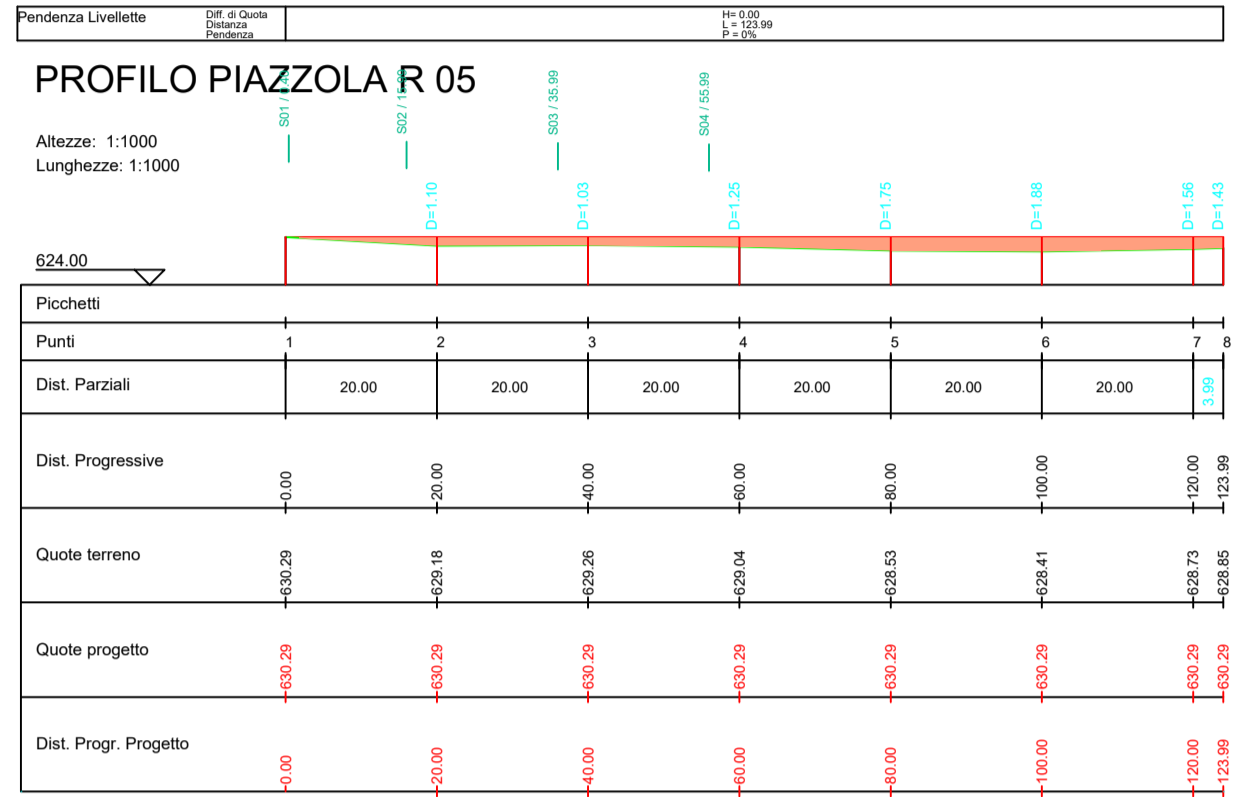 Pendenza Livellette
Diff. di Quota
Distanza
Pendenza
H= 0.00
L = 123.99
P = 0%
PROFILO PIAZZOLA R 05
S01 /
S02 /
S03 / 35.99
S04 / 55.99
Altezze: 1:1000
Lunghezze: 1:1000
D=1.10 D=1.03 D=1.25 D=1.75 D=1.88 D=1.56 D=1.43
624.00
Picchetti
Punti 1 2 3 4 5 6 7 8
Dist. Parziali 20.00 20.00 20.00 20.00 20.00 20.00 3.99
Dist. Progressive 0.00 20.00 40.00 60.00 80.00 100.00 120.00 123.99
Quote terreno 630.29 629.18 629.26 629.04 628.53 628.41 628.73 628.85
Quote progetto 630.29 630.29 630.29 630.29 630.29 630.29 630.29 630.29
Dist. Progr. Progetto 0.00 20.00 40.00 60.00 80.00 100.00 120.00 123.99